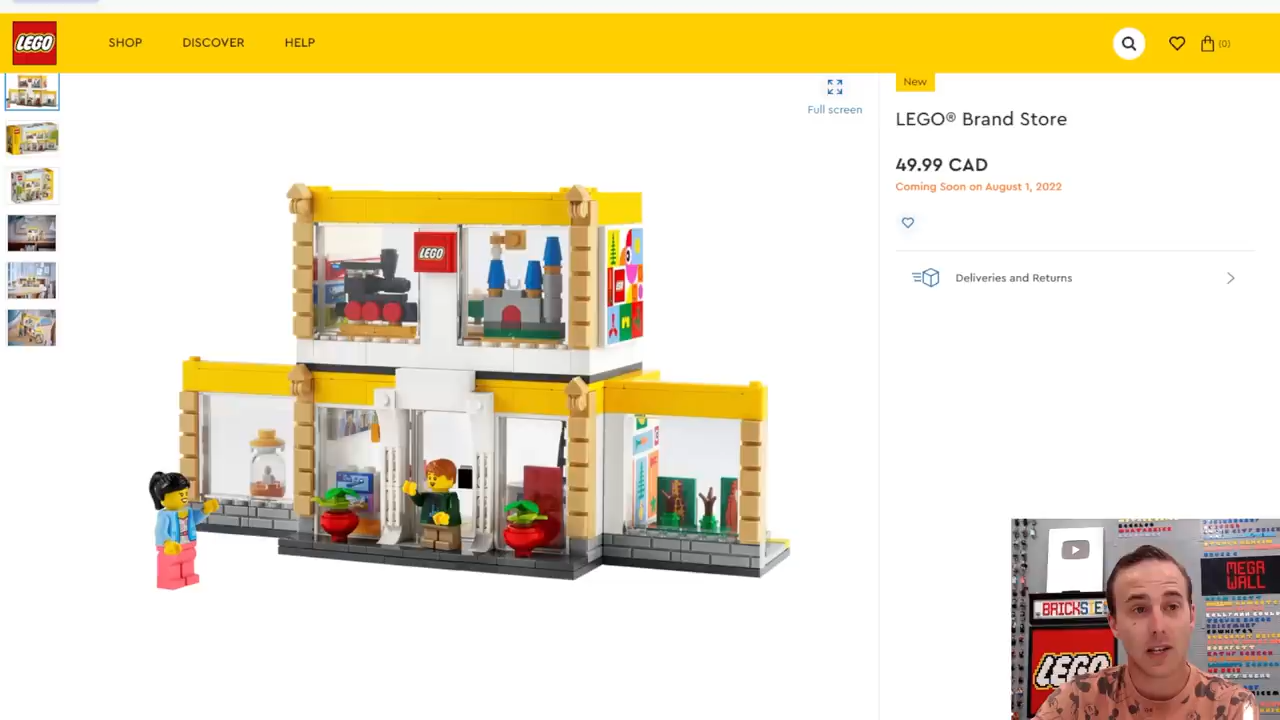 LEGO
SHOP
DISCOVER
HELP
(0)
Full screen
New
LEGO® Brand Store
49.99 CAD
Coming Soon on August 1, 2022
Deliveries and Returns
LEGO
MEGA
WALL
BRICKSIE
LEGO